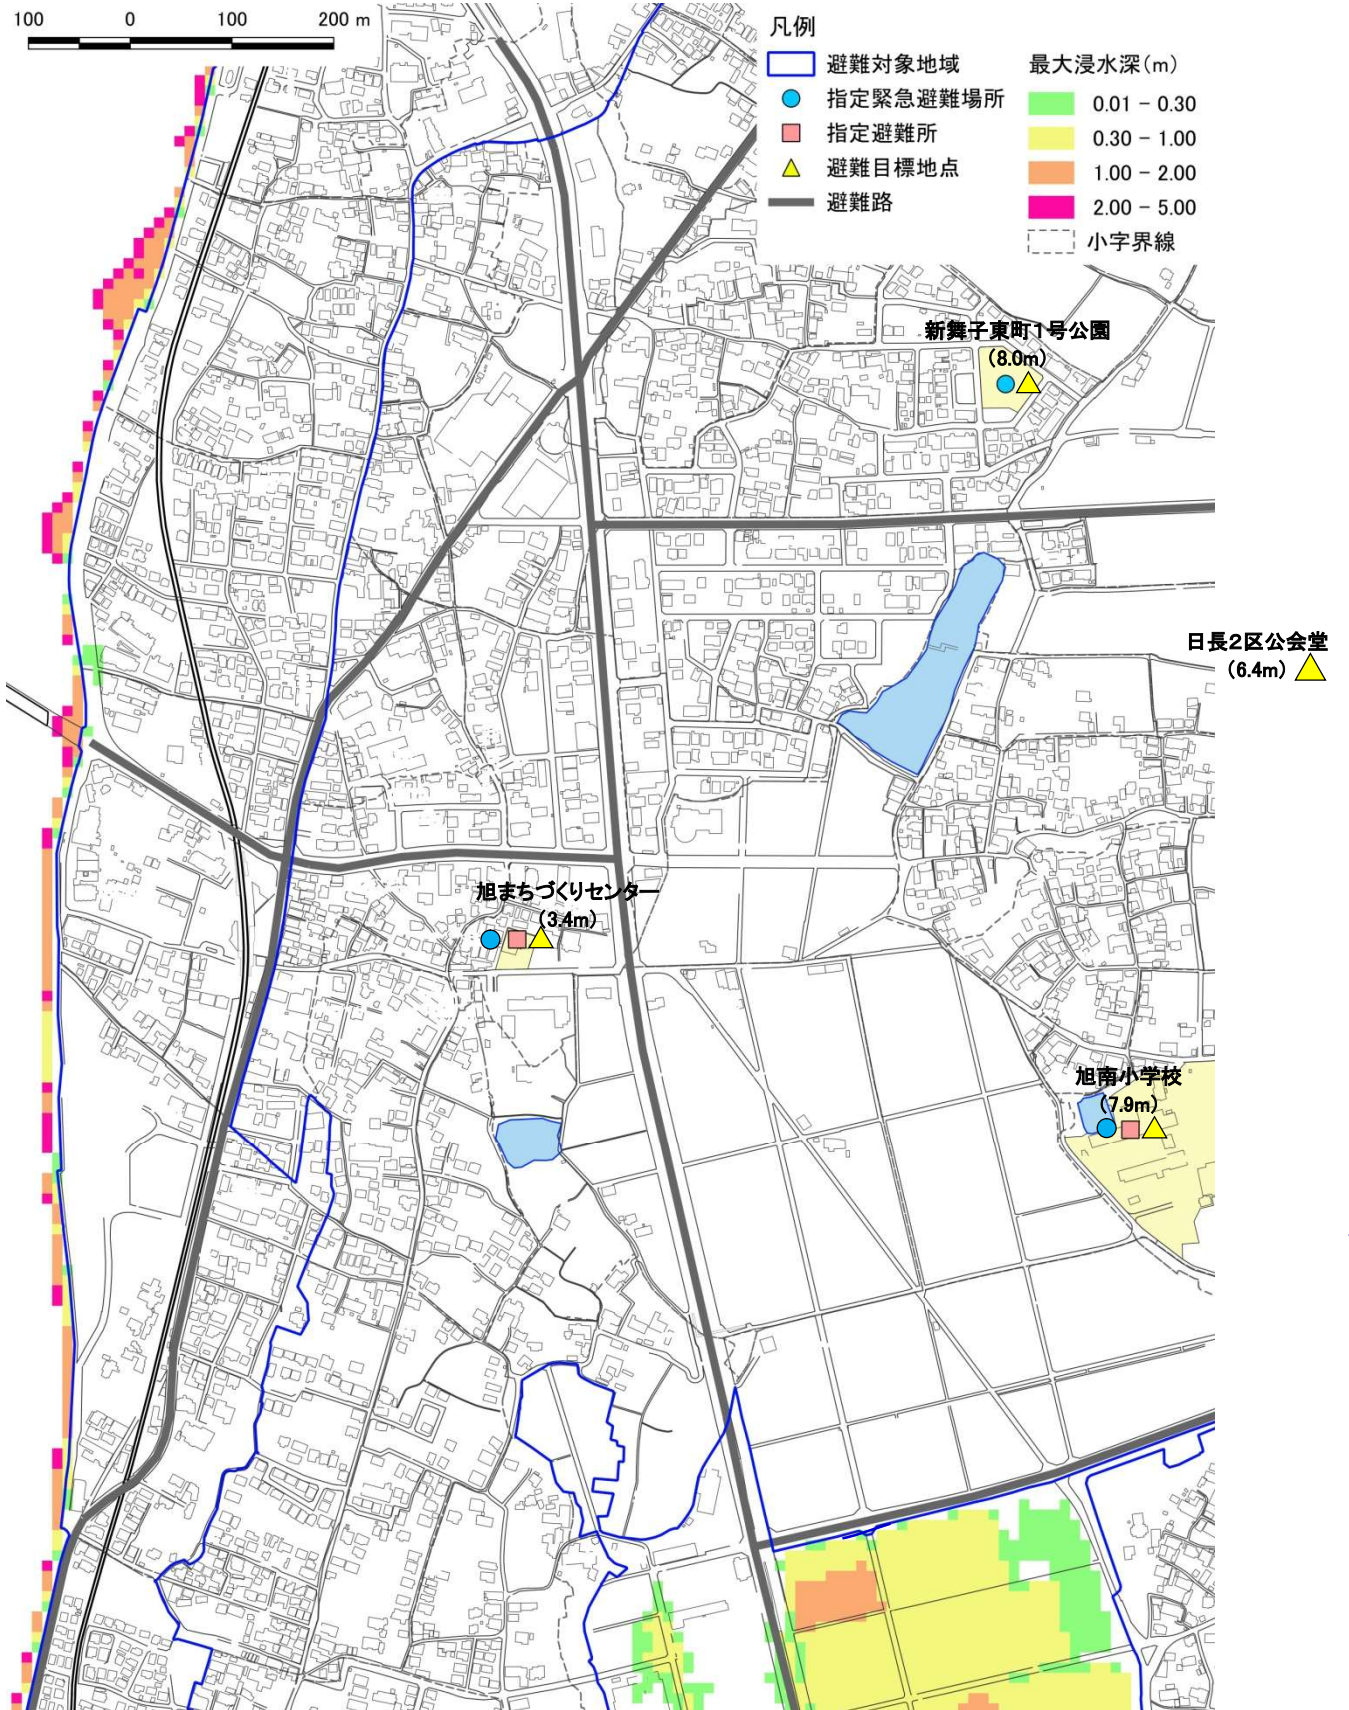 100 0 100 200 m
凡例
避難対象地域
指定緊急避難場所
指定避難所
避難目標地点
避難路
最大浸水深(m)
0.01 - 0.30
0.30 - 1.00
1.00 - 2.00
2.00 - 5.00
小字界線
新舞子東町1号公園
(8.0m)
日長2区公会堂
(6.4m)
旭まちづくりセンター
(3.4m)
旭南小学校
(7.9m)